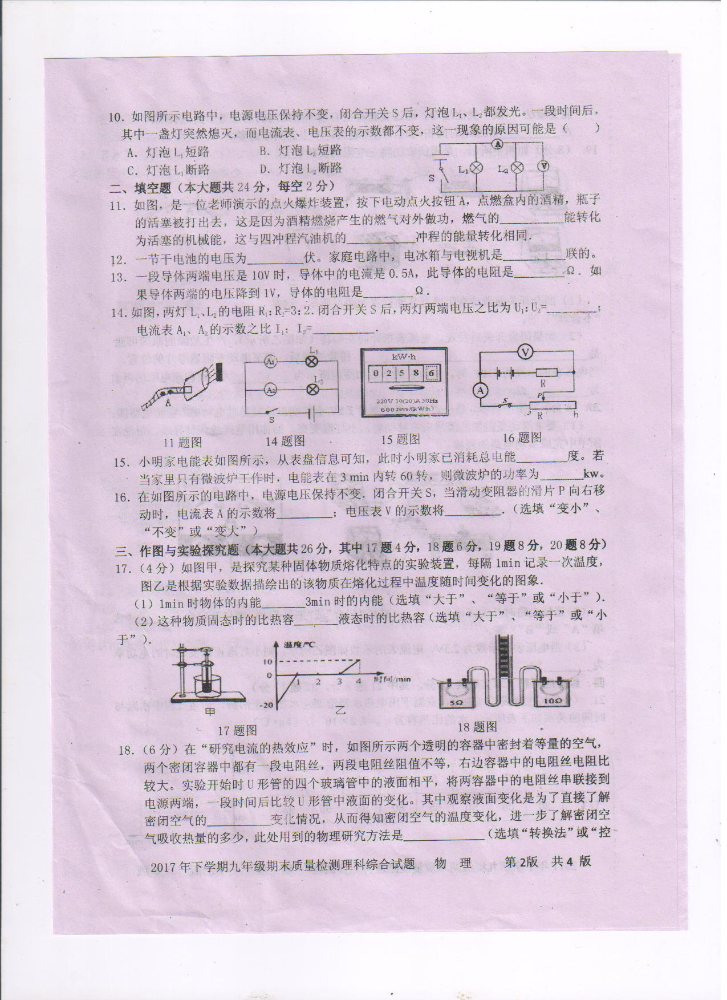 10. 如图所示电路中，电源电压保持不变，闭合开关S后，灯泡L₁、L₂都发光。一段时间后，
其中一盏灯突然熄灭，而电流表、电压表的示数都不变，这一现象的原因可能是（　　）
A. 灯泡L₁短路　　B. 灯泡L₂短路
C. 灯泡L₁断路　　D. 灯泡L₂断路
A
L₁ L₂ V
S
二、填空题（本大题共24分，每空2分）
11. 如图，是一位老师演示的点火爆炸装置，按下电动点火按钮A，点燃盒内的酒精，瓶子
的活塞被打出去，这是因为酒精燃烧产生的燃气对外做功，燃气的________能转化
为活塞的机械能，这与四冲程汽油机的________冲程的能量转化相同.
12. 一节干电池的电压为________伏。家庭电路中，电冰箱与电视机是________联的。
13. 一段导体两端电压是10V时，导体中的电流是0.5A，此导体的电阻是________Ω. 如
果导体两端的电压降到1V，导体的电阻是________Ω.
14. 如图，两灯L₁、L₂的电阻R₁:R₂=3:2. 闭合开关S后，两灯两端电压之比为U₁:U₂=________;
电流表A₁、A₂的示数之比I₁: I₂=________.
A
A₁ L₁
A₂ L₂
S
kW·h
0 2 5 8 6
220V 10(20)A 50Hz
600 revs/(kW·h)
V
R
A
S P
a R b
11题图　　14题图　　15题图　　16题图
15. 小明家电能表如图所示，从表盘信息可知，此时小明家已消耗总电能________度。若
当家里只有微波炉工作时，电能表在3min内转60转，则微波炉的功率为________kw。
16. 在如图所示的电路中，电源电压保持不变. 闭合开关S，当滑动变阻器的滑片P向右移
动时，电流表A的示数将________；电压表V的示数将________.（选填“变小”、
“不变”或“变大”）
三、作图与实验探究题（本大题共26分，其中17题4分，18题6分，19题8分，20题8分）
17.（4分）如图甲，是探究某种固体物质熔化特点的实验装置，每隔1min记录一次温度，
图乙是根据实验数据描绘出的该物质在熔化过程中温度随时间变化的图象.
（1）1min时物体的内能______3min时的内能（选填“大于”、“等于”或“小于”）.
（2）这种物质固态时的比热容______液态时的比热容（选填“大于”、“等于”或“小
于”）.
温度/℃
10
0
-20
1 2 3 4 时间/min
甲　　乙
5Ω 10Ω
17题图　　18题图
18.（6分）在“研究电流的热效应”时，如图所示两个透明的容器中密封着等量的空气，
两个密闭容器中都有一段电阻丝，两段电阻丝阻值不等，右边容器中的电阻丝电阻比
较大。实验开始时U形管的四个玻璃管中的液面相平，将两容器中的电阻丝串联接到
电源两端，一段时间后比较U形管中液面的变化。其中观察液面变化是为了直接了解
密闭空气的________变化情况，从而得知密闭空气的温度变化，进一步了解密闭空
气吸收热量的多少，此处用到的物理研究方法是________（选填“转换法”或“控
2017年下学期九年级期末质量检测理科综合试题　物　理　　第2版　共4版